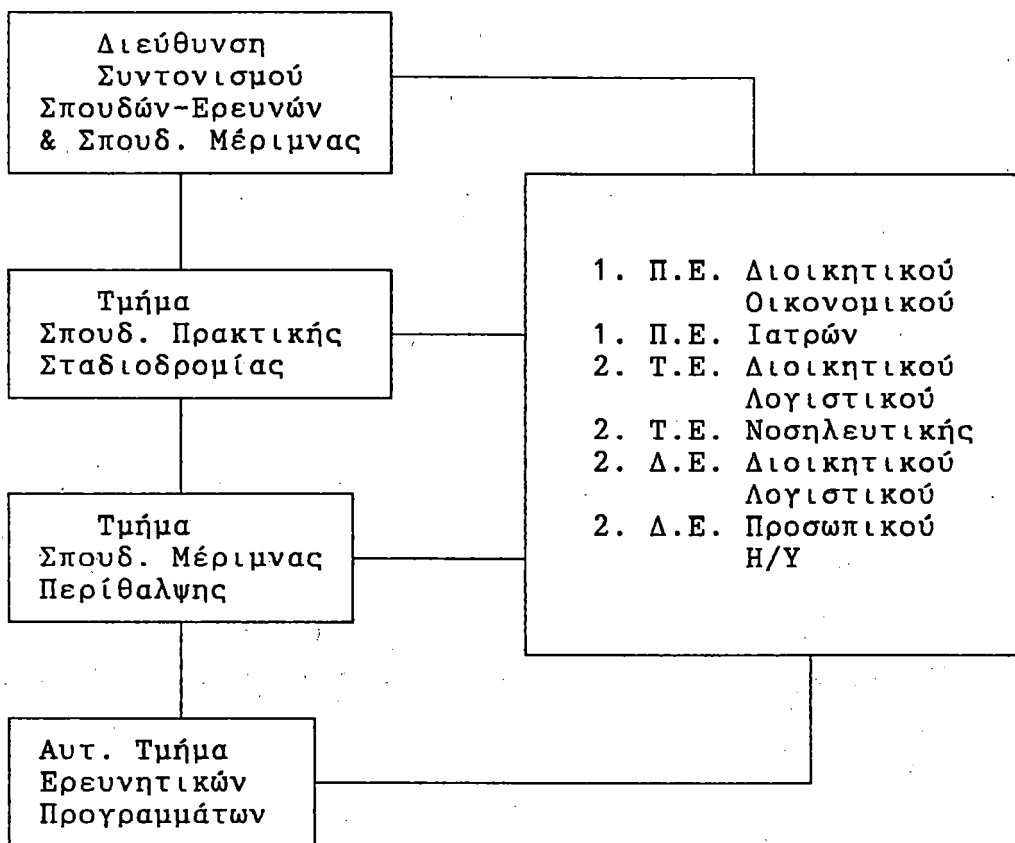 Διεύθυνση
Συντονισμού
Σπουδών-Ερευνών
& Σπουδ. Μέριμνας
Τμήμα
Σπουδ. Πρακτικής
Σταδιοδρομίας
Τμήμα
Σπουδ. Μέριμνας
Περίθαλψης
Αυτ. Τμήμα
Ερευνητικών
Προγραμμάτων
1. Π.Ε. Διοικητικού
Οικονομικού
1. Π.Ε. Ιατρών
2. Τ.Ε. Διοικητικού
Λογιστικού
2. Τ.Ε. Νοσηλευτικής
2. Δ.Ε. Διοικητικού
Λογιστικού
2. Δ.Ε. Προσωπικού
Η/Υ